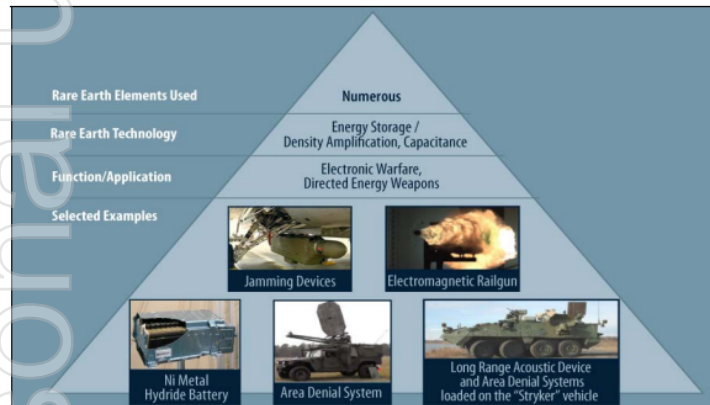 Rare Earth Elements Used
Numerous
Rare Earth Technology
Energy Storage /
Density Amplification, Capacitance
Function/Application
Electronic Warfare,
Directed Energy Weapons
Selected Examples
Jamming Devices
Electromagnetic Railgun
Ni Metal
Hydride Battery
Area Denial System
Long Range Acoustic Device
and Area Denial Systems
loaded on the "Stryker" vehicle